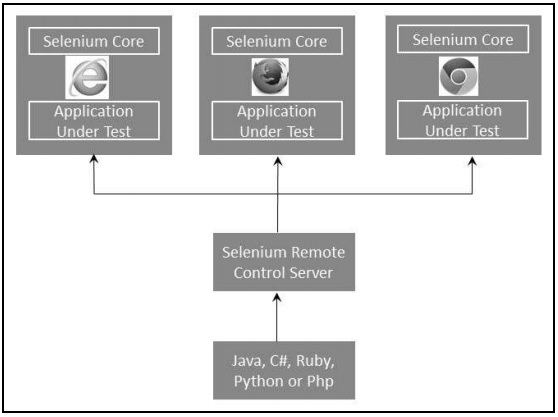 Selenium Core
Selenium Core
Selenium Core
Application
Under Test
Application
Under Test
Application
Under Test
Selenium Remote
Control Server
Java, C#, Ruby,
Python or Php